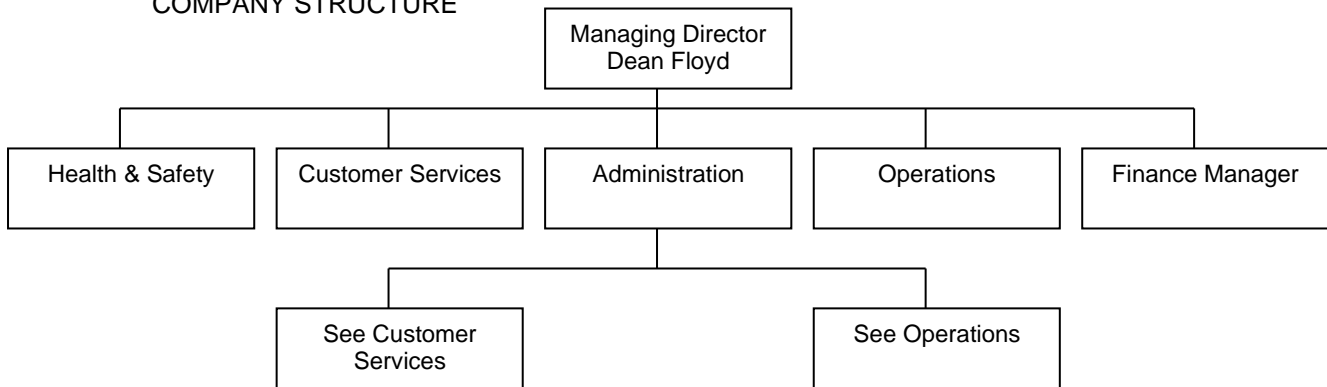 COMPANY STRUCTURE
Managing Director
Dean Floyd
Health & Safety
Customer Services
Administration
Operations
Finance Manager
See Customer
Services
See Operations